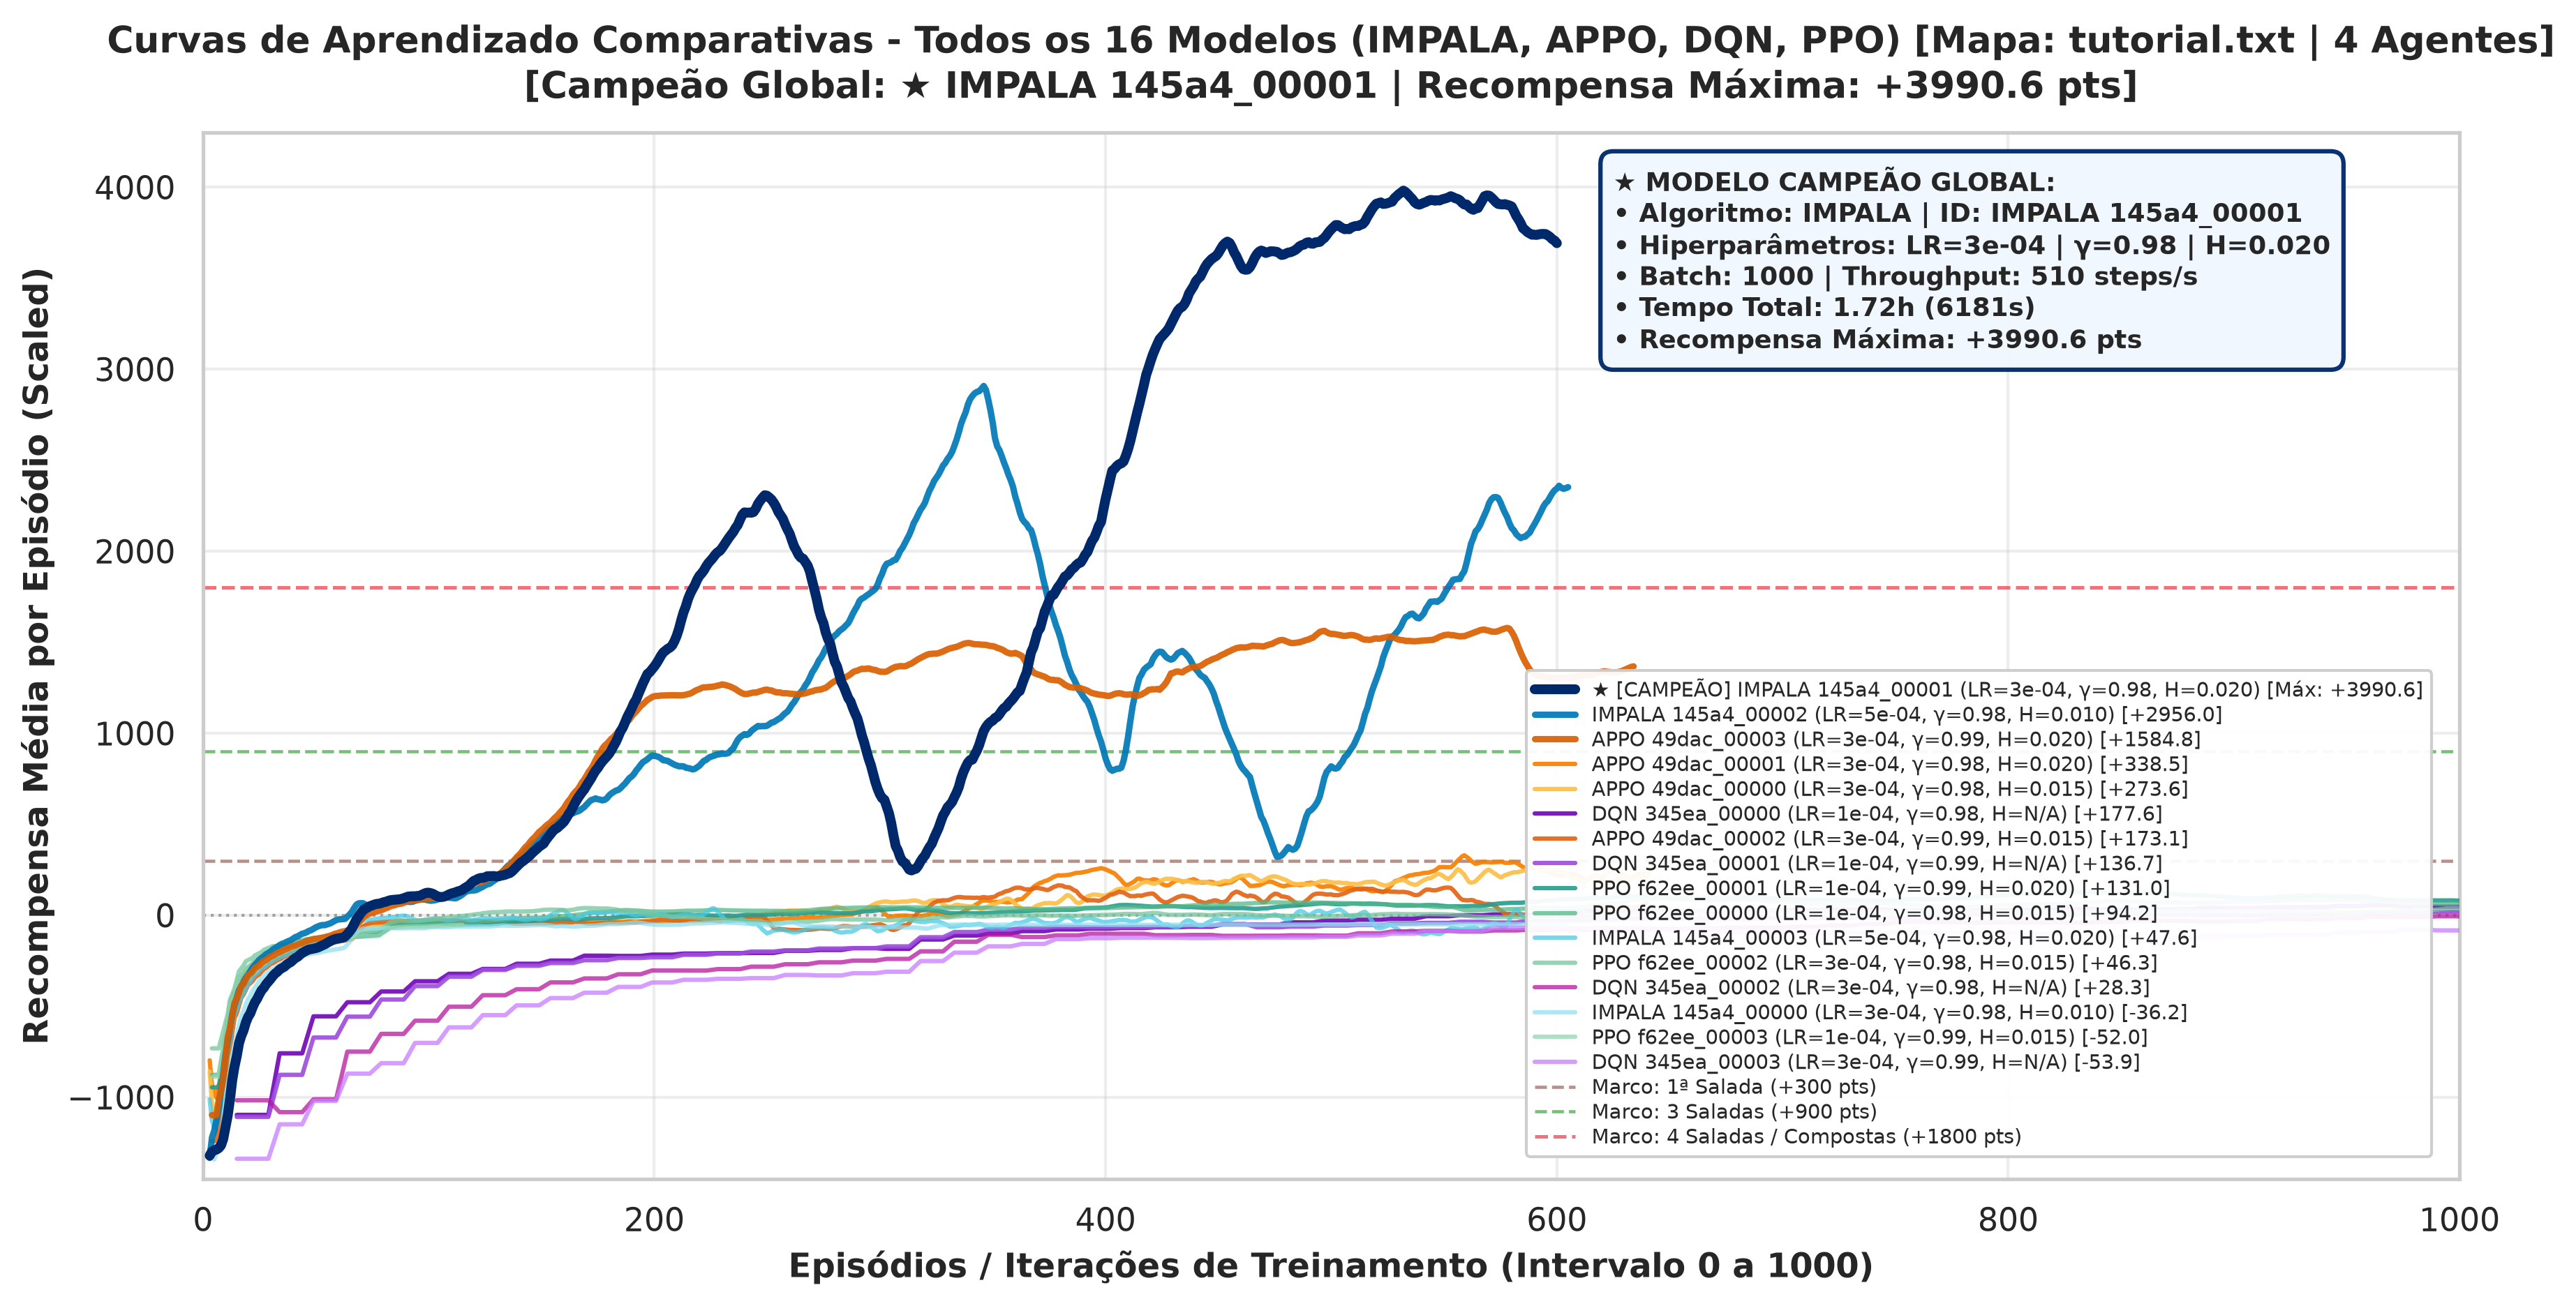 Curvas de Aprendizado Comparativas - Todos os 16 Modelos (IMPALA, APPO, DQN, PPO) [Mapa: tutorial.txt | 4 Agentes]
[Campeão Global: ★ IMPALA 145a4_00001 | Recompensa Máxima: +3990.6 pts]
Recompensa Média por Episódio (Scaled)
4000
3000
2000
1000
0
−1000
★ MODELO CAMPEÃO GLOBAL:
• Algoritmo: IMPALA | ID: IMPALA 145a4_00001
• Hiperparâmetros: LR=3e-04 | γ=0.98 | H=0.020
• Batch: 1000 | Throughput: 510 steps/s
• Tempo Total: 1.72h (6181s)
• Recompensa Máxima: +3990.6 pts
★ [CAMPEÃO] IMPALA 145a4_00001 (LR=3e-04, γ=0.98, H=0.020) [Máx: +3990.6]
IMPALA 145a4_00002 (LR=5e-04, γ=0.98, H=0.010) [+2956.0]
APPO 49dac_00003 (LR=3e-04, γ=0.99, H=0.020) [+1584.8]
APPO 49dac_00001 (LR=3e-04, γ=0.98, H=0.020) [+338.5]
APPO 49dac_00000 (LR=3e-04, γ=0.98, H=0.015) [+273.6]
DQN 345ea_00000 (LR=1e-04, γ=0.98, H=N/A) [+177.6]
APPO 49dac_00002 (LR=3e-04, γ=0.99, H=0.015) [+173.1]
DQN 345ea_00001 (LR=1e-04, γ=0.99, H=N/A) [+136.7]
PPO f62ee_00001 (LR=1e-04, γ=0.99, H=0.020) [+131.0]
PPO f62ee_00000 (LR=1e-04, γ=0.98, H=0.015) [+94.2]
IMPALA 145a4_00003 (LR=5e-04, γ=0.98, H=0.020) [+47.6]
PPO f62ee_00002 (LR=3e-04, γ=0.98, H=0.015) [+46.3]
DQN 345ea_00002 (LR=3e-04, γ=0.98, H=N/A) [+28.3]
IMPALA 145a4_00000 (LR=3e-04, γ=0.98, H=0.010) [-36.2]
PPO f62ee_00003 (LR=1e-04, γ=0.99, H=0.015) [-52.0]
DQN 345ea_00003 (LR=3e-04, γ=0.99, H=N/A) [-53.9]
Marco: 1ª Salada (+300 pts)
Marco: 3 Saladas (+900 pts)
Marco: 4 Saladas / Compostas (+1800 pts)
0
200
400
600
800
1000
Episódios / Iterações de Treinamento (Intervalo 0 a 1000)